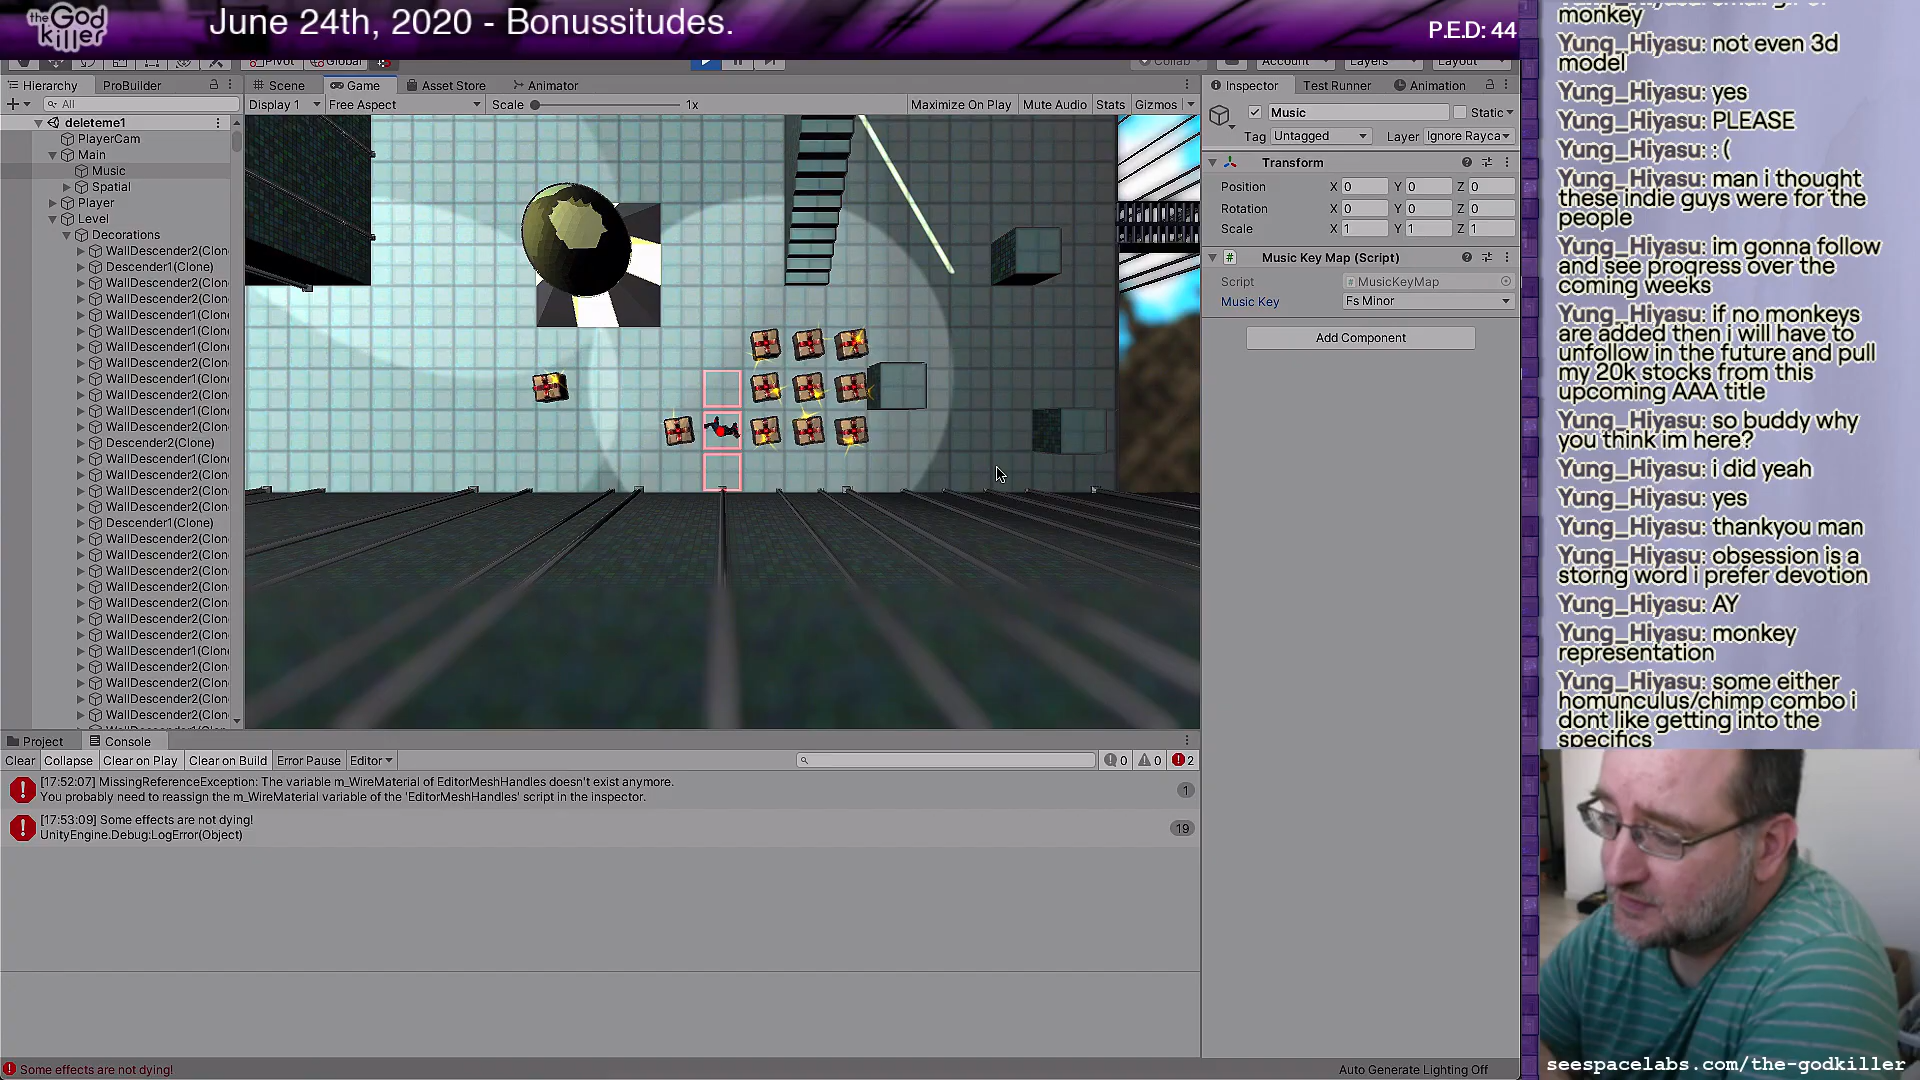 the God killer
June 24th, 2020 - Bonussitudes.
P.E.D: 44
Pivot
Global
Collab
Account
Layers
Layout
Hierarchy
ProBuilder
Scene
Game
Asset Store
Animator
Inspector
Test Runner
Animation
All
Display 1
Free Aspect
Scale
1x
Maximize On Play
Mute Audio
Stats
Gizmos
Music
Static
Tag Untagged
Layer Ignore Rayca
Transform
Position X 0 Y 0 Z 0
Rotation X 0 Y 0 Z 0
Scale X 1 Y 1 Z 1
Music Key Map (Script)
Script MusicKeyMap
Music Key Fs Minor
Add Component
deleteme1
PlayerCam
Main
Music
Spatial
Player
Level
Decorations
WallDescender2(Clon
Descender1(Clone)
WallDescender2(Clon
WallDescender2(Clon
WallDescender1(Clon
WallDescender2(Clon
WallDescender1(Clon
WallDescender2(Clon
WallDescender1(Clon
WallDescender2(Clon
WallDescender1(Clon
WallDescender2(Clon
Descender2(Clone)
WallDescender1(Clon
WallDescender2(Clon
WallDescender2(Clon
WallDescender2(Clon
Descender1(Clone)
WallDescender2(Clon
WallDescender2(Clon
WallDescender2(Clon
WallDescender2(Clon
WallDescender2(Clon
WallDescender2(Clon
WallDescender2(Clon
WallDescender1(Clon
WallDescender2(Clon
WallDescender2(Clon
WallDescender2(Clon
WallDescender2(Clon
Project
Console
Clear
Collapse
Clear on Play
Clear on Build
Error Pause
Editor
0
0
2
[17:52:07] MissingReferenceException: The variable m_WireMaterial of EditorMeshHandles doesn't exist anymore.
You probably need to reassign the m_WireMaterial variable of the 'EditorMeshHandles' script in the inspector.
1
[17:53:09] Some effects are not dying!
UnityEngine.Debug:LogError(Object)
19
Some effects are not dying!
Auto Generate Lighting Off
monkey
Yung_Hiyasu: not even 3d
model
Yung_Hiyasu: yes
Yung_Hiyasu: PLEASE
Yung_Hiyasu: : (
Yung_Hiyasu: man i thought
these indie guys were for the
people
Yung_Hiyasu: im gonna follow
and see progress over the
coming weeks
Yung_Hiyasu: if no monkeys
are added then i will have to
unfollow in the future and pull
my 20k stocks from this
upcoming AAA title
Yung_Hiyasu: so buddy why
you think im here?
Yung_Hiyasu: i did yeah
Yung_Hiyasu: yes
Yung_Hiyasu: thankyou man
Yung_Hiyasu: obsession is a
storng word i prefer devotion
Yung_Hiyasu: AY
Yung_Hiyasu: monkey
representation
Yung_Hiyasu: some either
homunculus/chimp combo i
dont like getting into the
specifics
seespacelabs.com/the-godkiller